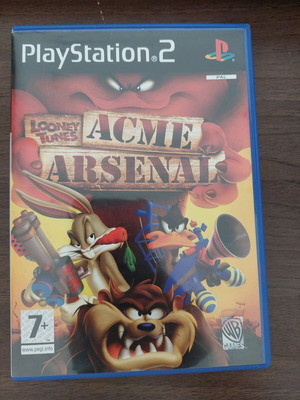 PlayStation®2
PAL
LOONEY TUNES
ACME
ARSENAL
7+
www.pegi.info
WB
GAMES